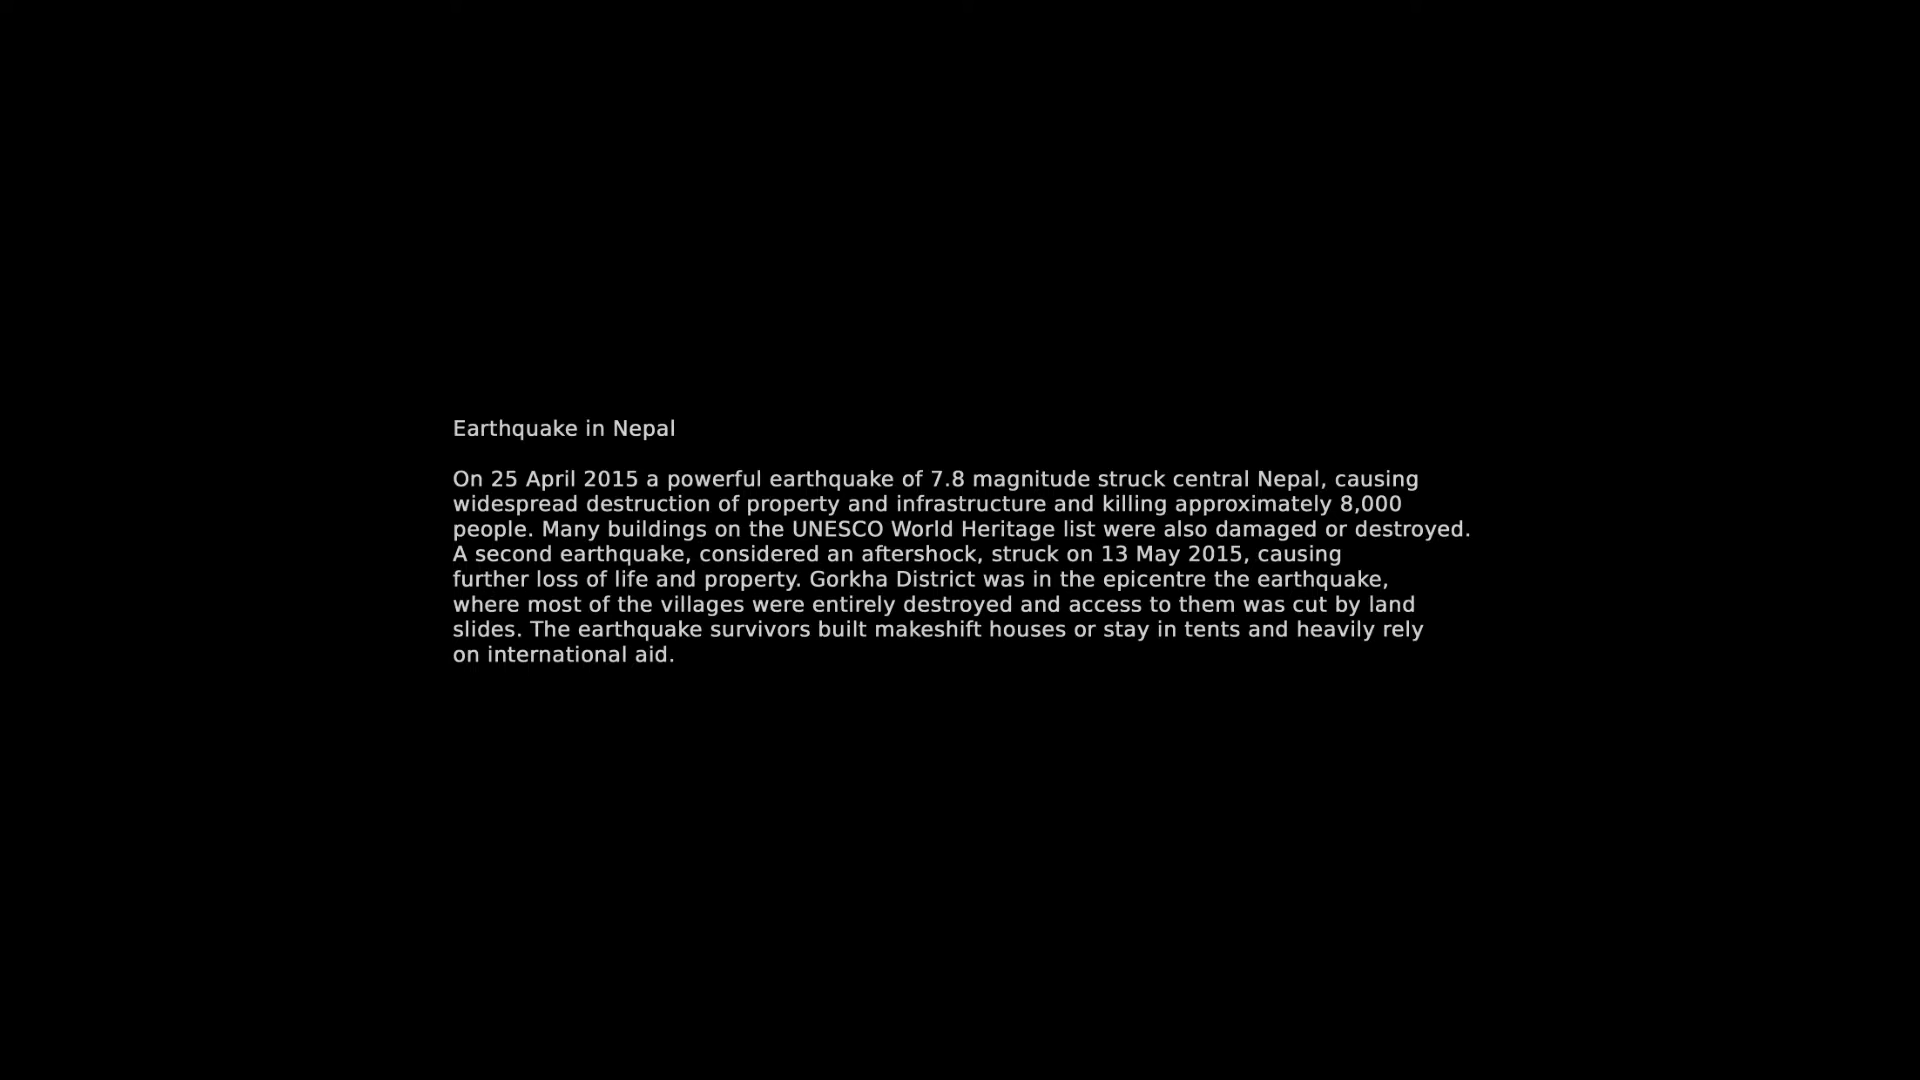 Earthquake in Nepal
On 25 April 2015 a powerful earthquake of 7.8 magnitude struck central Nepal, causing
widespread destruction of property and infrastructure and killing approximately 8,000
people. Many buildings on the UNESCO World Heritage list were also damaged or destroyed.
A second earthquake, considered an aftershock, struck on 13 May 2015, causing
further loss of life and property. Gorkha District was in the epicentre the earthquake,
where most of the villages were entirely destroyed and access to them was cut by land
slides. The earthquake survivors built makeshift houses or stay in tents and heavily rely
on international aid.